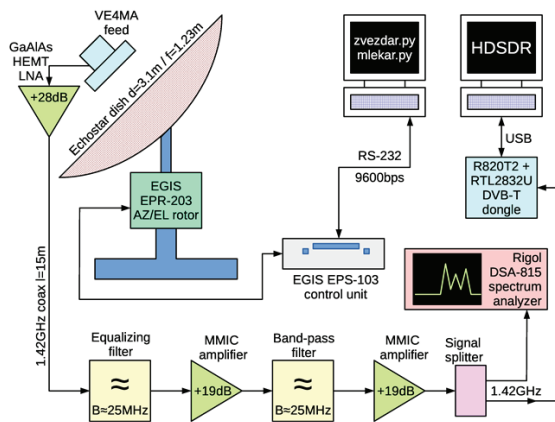 VE4MA
feed
GaAlAs
HEMT
LNA
+28dB
Echostar dish d=3.1m / f=1.23m
zvezdar.py
mlekar.py
HDSDR
USB
RS-232
9600bps
R820T2 +
RTL2832U
DVB-T
dongle
EGIS
EPR-203
AZ/EL rotor
EGIS EPS-103
control unit
Rigol
DSA-815
spectrum
analyzer
1.42GHz coax l=15m
Equalizing
filter
≈
B≈25MHz
MMIC
amplifier
+19dB
Band-pass
filter
≈
B≈25MHz
MMIC
amplifier
+19dB
Signal
splitter
1.42GHz